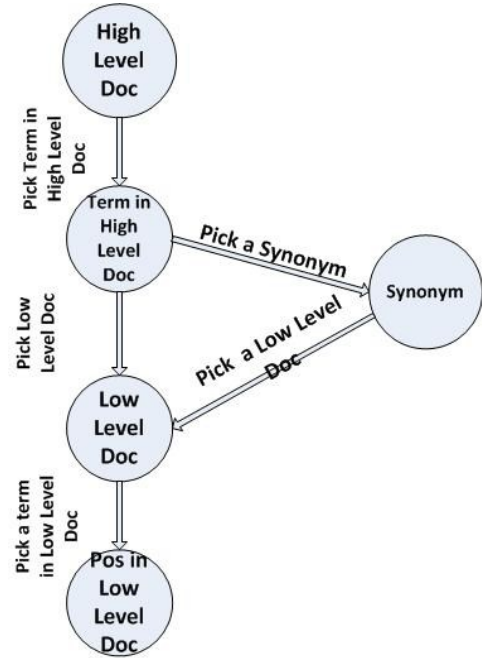 High
Level
Doc
Pick Term in
High Level
Doc
Term in
High
Level
Doc
Pick a Synonym
Synonym
Pick Low
Level Doc
Pick a Low Level
Doc
Low
Level
Doc
Pick a term
in Low Level
Doc
Pos in
Low
Level
Doc